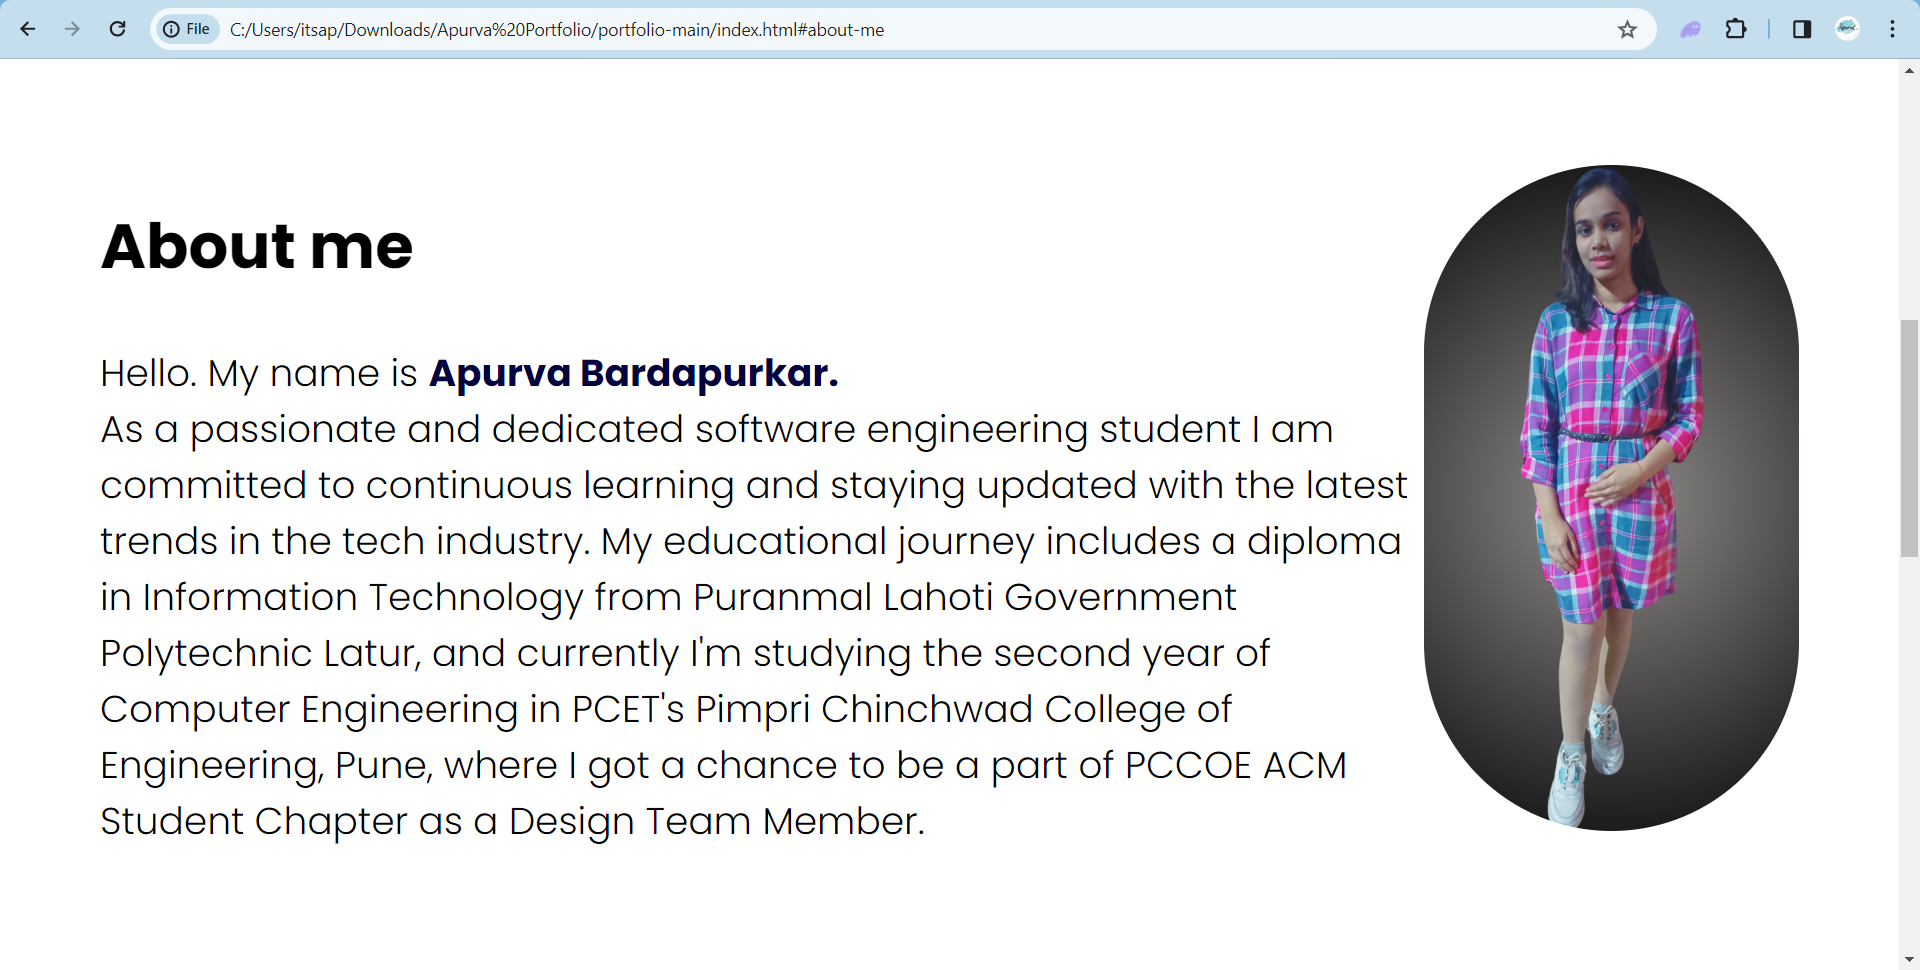 File
C:/Users/itsap/Downloads/Apurva%20Portfolio/portfolio-main/index.html#about-me
About me
Hello. My name is Apurva Bardapurkar.
As a passionate and dedicated software engineering student I am
committed to continuous learning and staying updated with the latest
trends in the tech industry. My educational journey includes a diploma
in Information Technology from Puranmal Lahoti Government
Polytechnic Latur, and currently I'm studying the second year of
Computer Engineering in PCET's Pimpri Chinchwad College of
Engineering, Pune, where I got a chance to be a part of PCCOE ACM
Student Chapter as a Design Team Member.